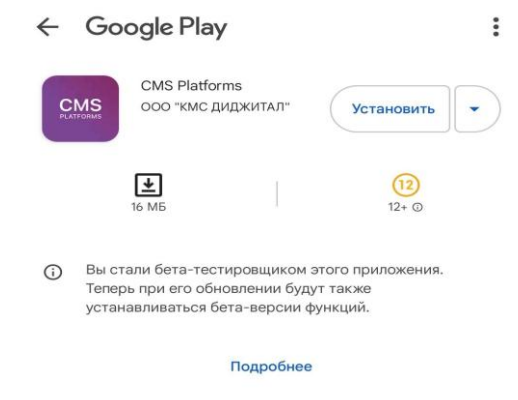 Google Play
CMS Platforms
ООО "КМС ДИДЖИТАЛ"
Установить
CMS
PLATFORMS
16 МБ
12
12+
Вы стали бета-тестировщиком этого приложения.
Теперь при его обновлении будут также
устанавливаться бета-версии функций.
Подробнее